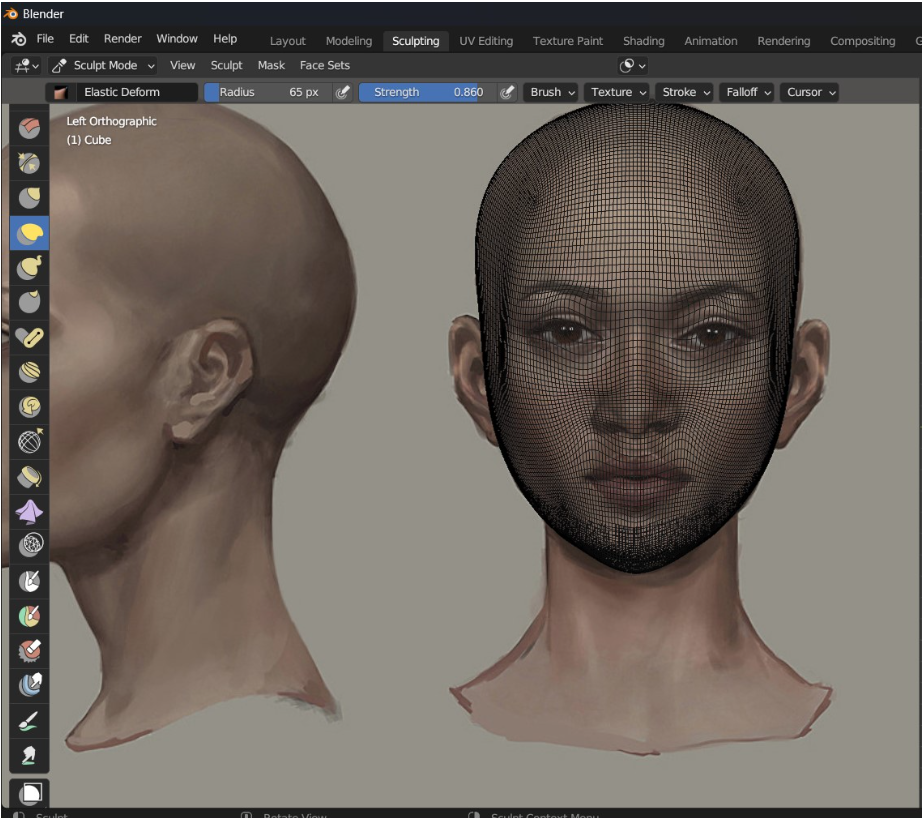 Blender
File Edit Render Window Help Layout Modeling Sculpting UV Editing Texture Paint Shading Animation Rendering Compositing
Sculpt Mode View Sculpt Mask Face Sets
Elastic Deform Radius 65 px Strength 0.860 Brush Texture Stroke Falloff Cursor
Left Orthographic
(1) Cube
Sculpt Rotate View Sculpt Context Menu